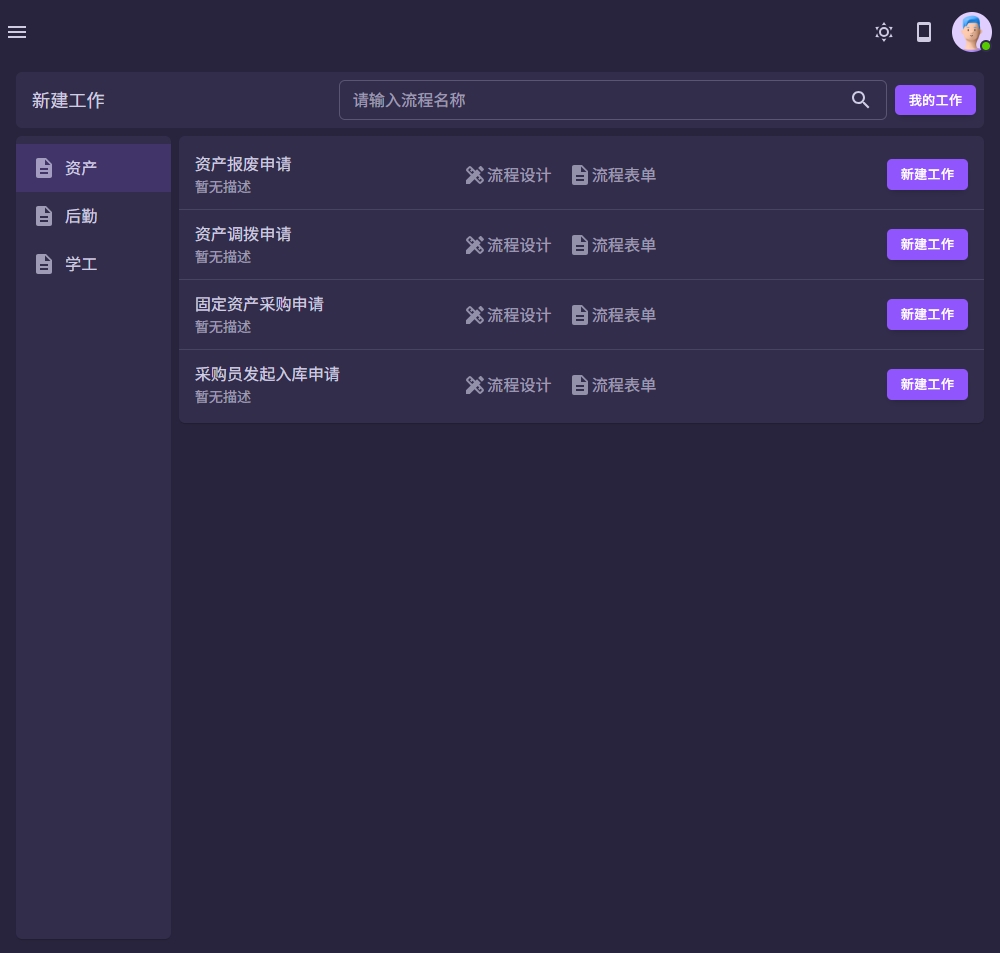 新建工作
请输入流程名称
我的工作
资产
后勤
学工
资产报废申请
暂无描述
流程设计
流程表单
新建工作
资产调拨申请
暂无描述
流程设计
流程表单
新建工作
固定资产采购申请
暂无描述
流程设计
流程表单
新建工作
采购员发起入库申请
暂无描述
流程设计
流程表单
新建工作